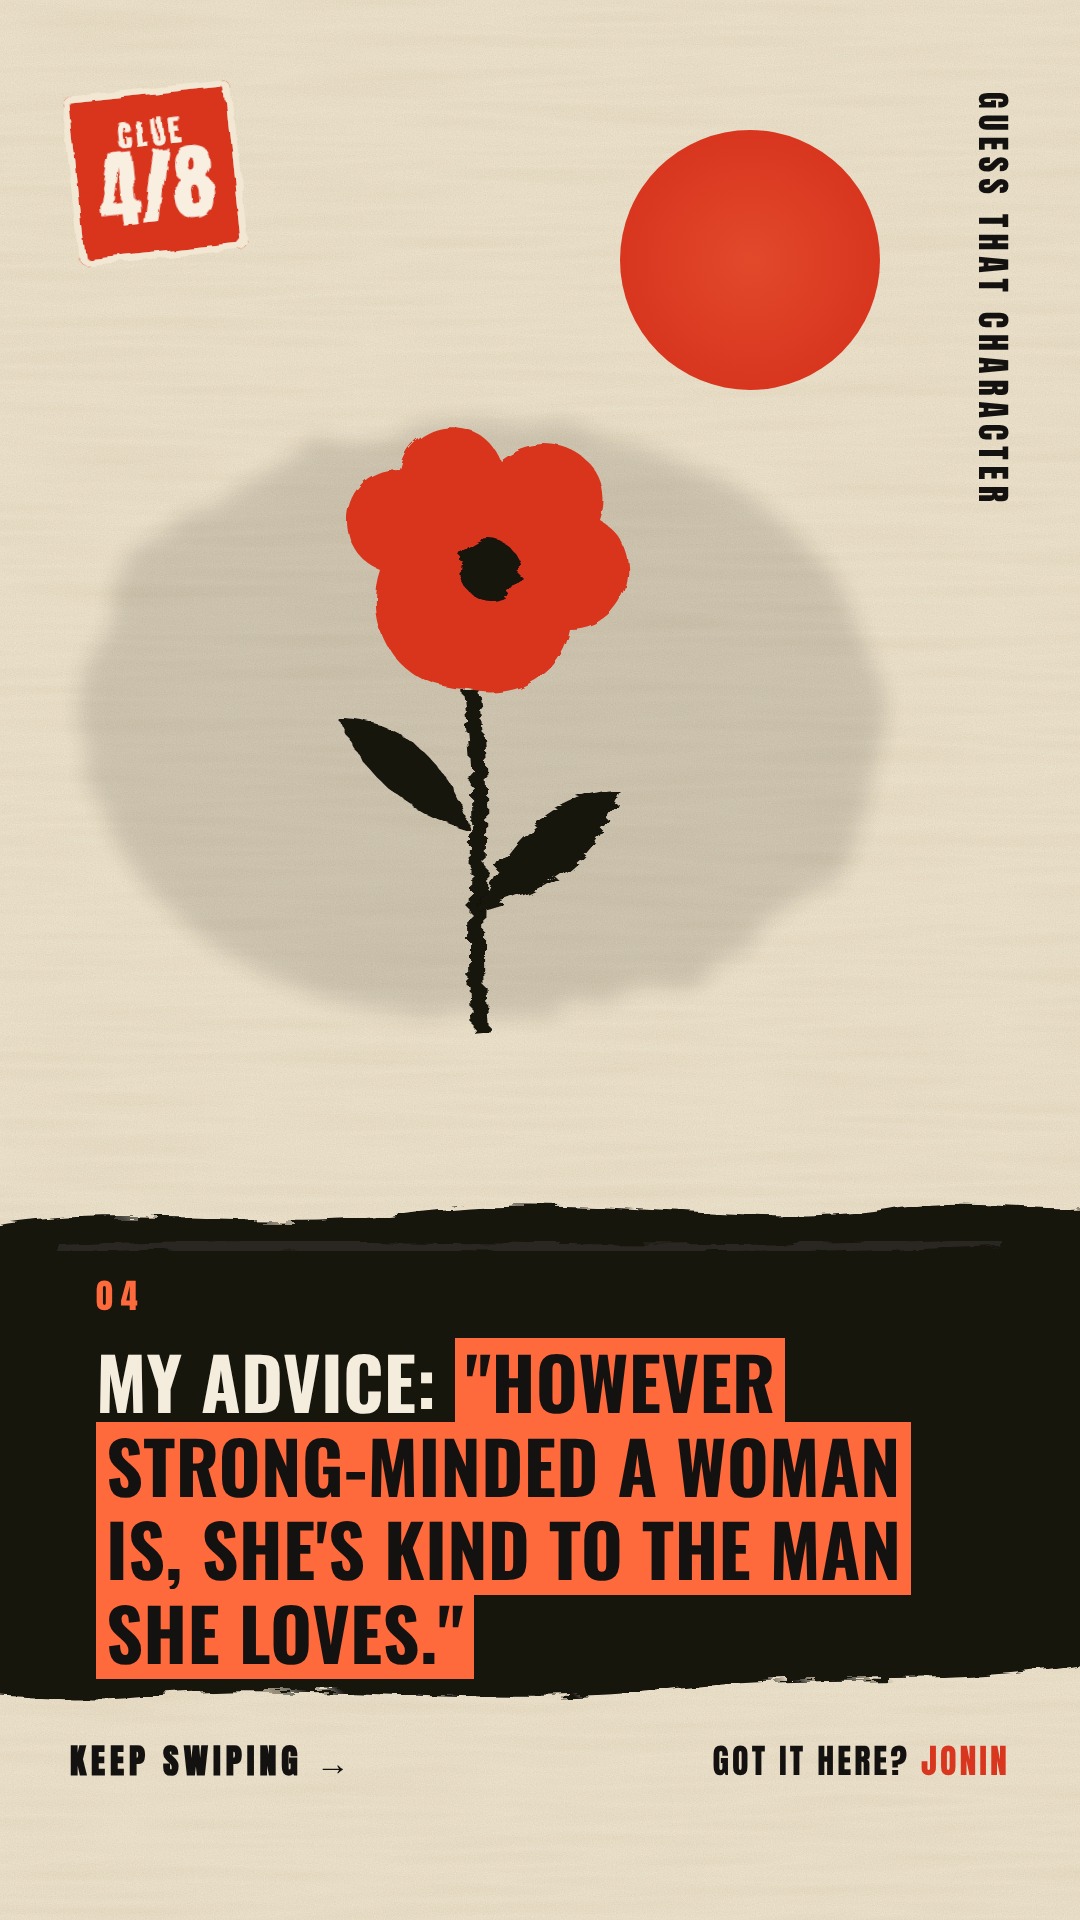 CLUE
4/8
GUESS THAT CHARACTER
04
MY ADVICE: "HOWEVER
STRONG-MINDED A WOMAN
IS, SHE'S KIND TO THE MAN
SHE LOVES."
KEEP SWIPING →
GOT IT HERE? JONIN